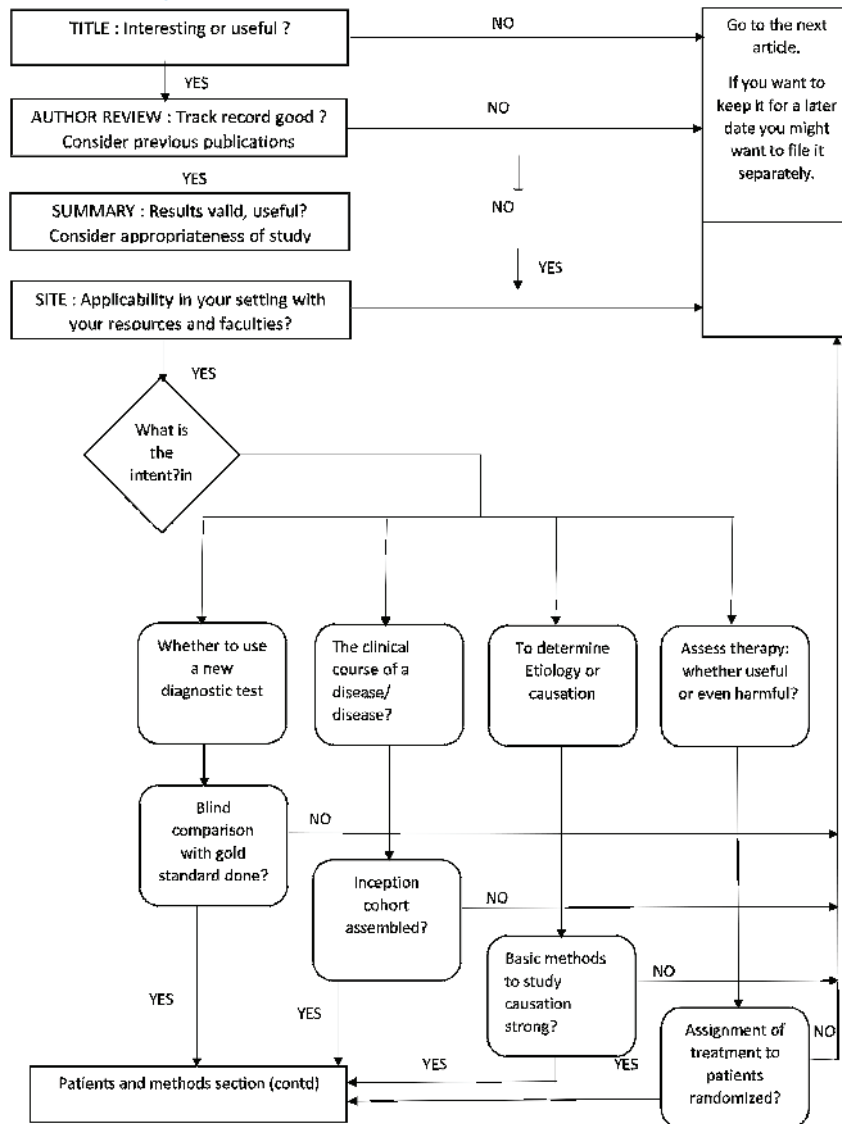 TITLE : Interesting or useful ?
NO
Go to the next
article.
If you want to
keep it for a later
date you might
want to file it
separately.
YES
AUTHOR REVIEW : Track record good ?
Consider previous publications
NO
YES
SUMMARY : Results valid, useful?
Consider appropriateness of study
NO
YES
SITE : Applicability in your setting with
your resources and faculties?
YES
What is
the
intent?in
Whether to use
a new
diagnostic test
The clinical
course of a
disease/
disease?
To determine
Etiology or
causation
Assess therapy:
whether useful
or even harmful?
Blind
comparison
with gold
standard done?
NO
Inception
cohort
assembled?
NO
Basic methods
to study
causation
strong?
NO
Assignment of
treatment to
patients
randomized?
NO
YES
YES
YES
YES
Patients and methods section (contd)